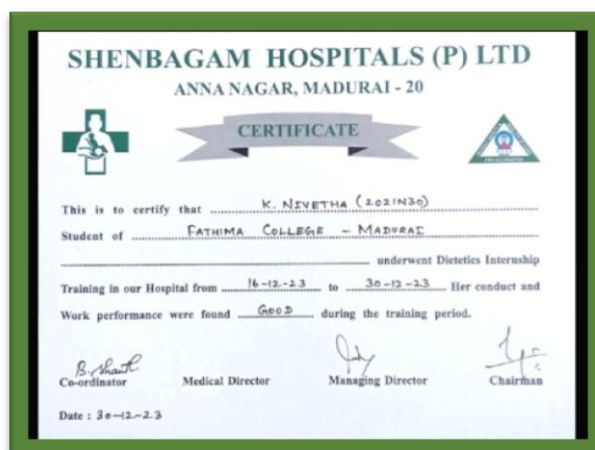 SHENBAGAM HOSPITALS (P) LTD
ANNA NAGAR, MADURAI - 20
CERTIFICATE
This is to certify that K. NIVETHA (2021N30)
Student of FATHIMA COLLEGE - MADURAI
underwent Dietetics Internship
Training in our Hospital from 16-12-23 to 30-12-23 Her conduct and
Work performance were found GOOD during the training period.
Co-ordinator Medical Director Managing Director Chairman
Date : 30-12-23